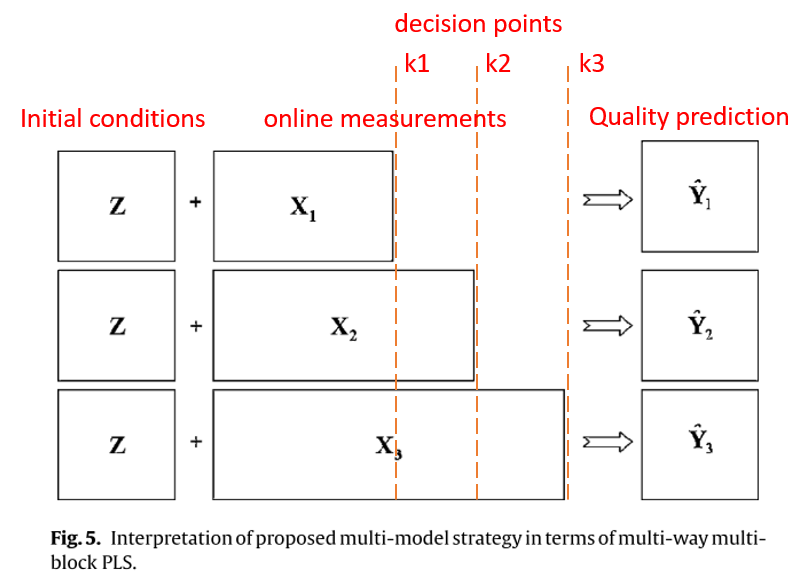 decision points
k1 k2 k3
Initial conditions online measurements Quality prediction
Z + X₁ Ŷ₁
Z + X₂ Ŷ₂
Z + X₃ Ŷ₃
Fig. 5. Interpretation of proposed multi-model strategy in terms of multi-way multi-
block PLS.